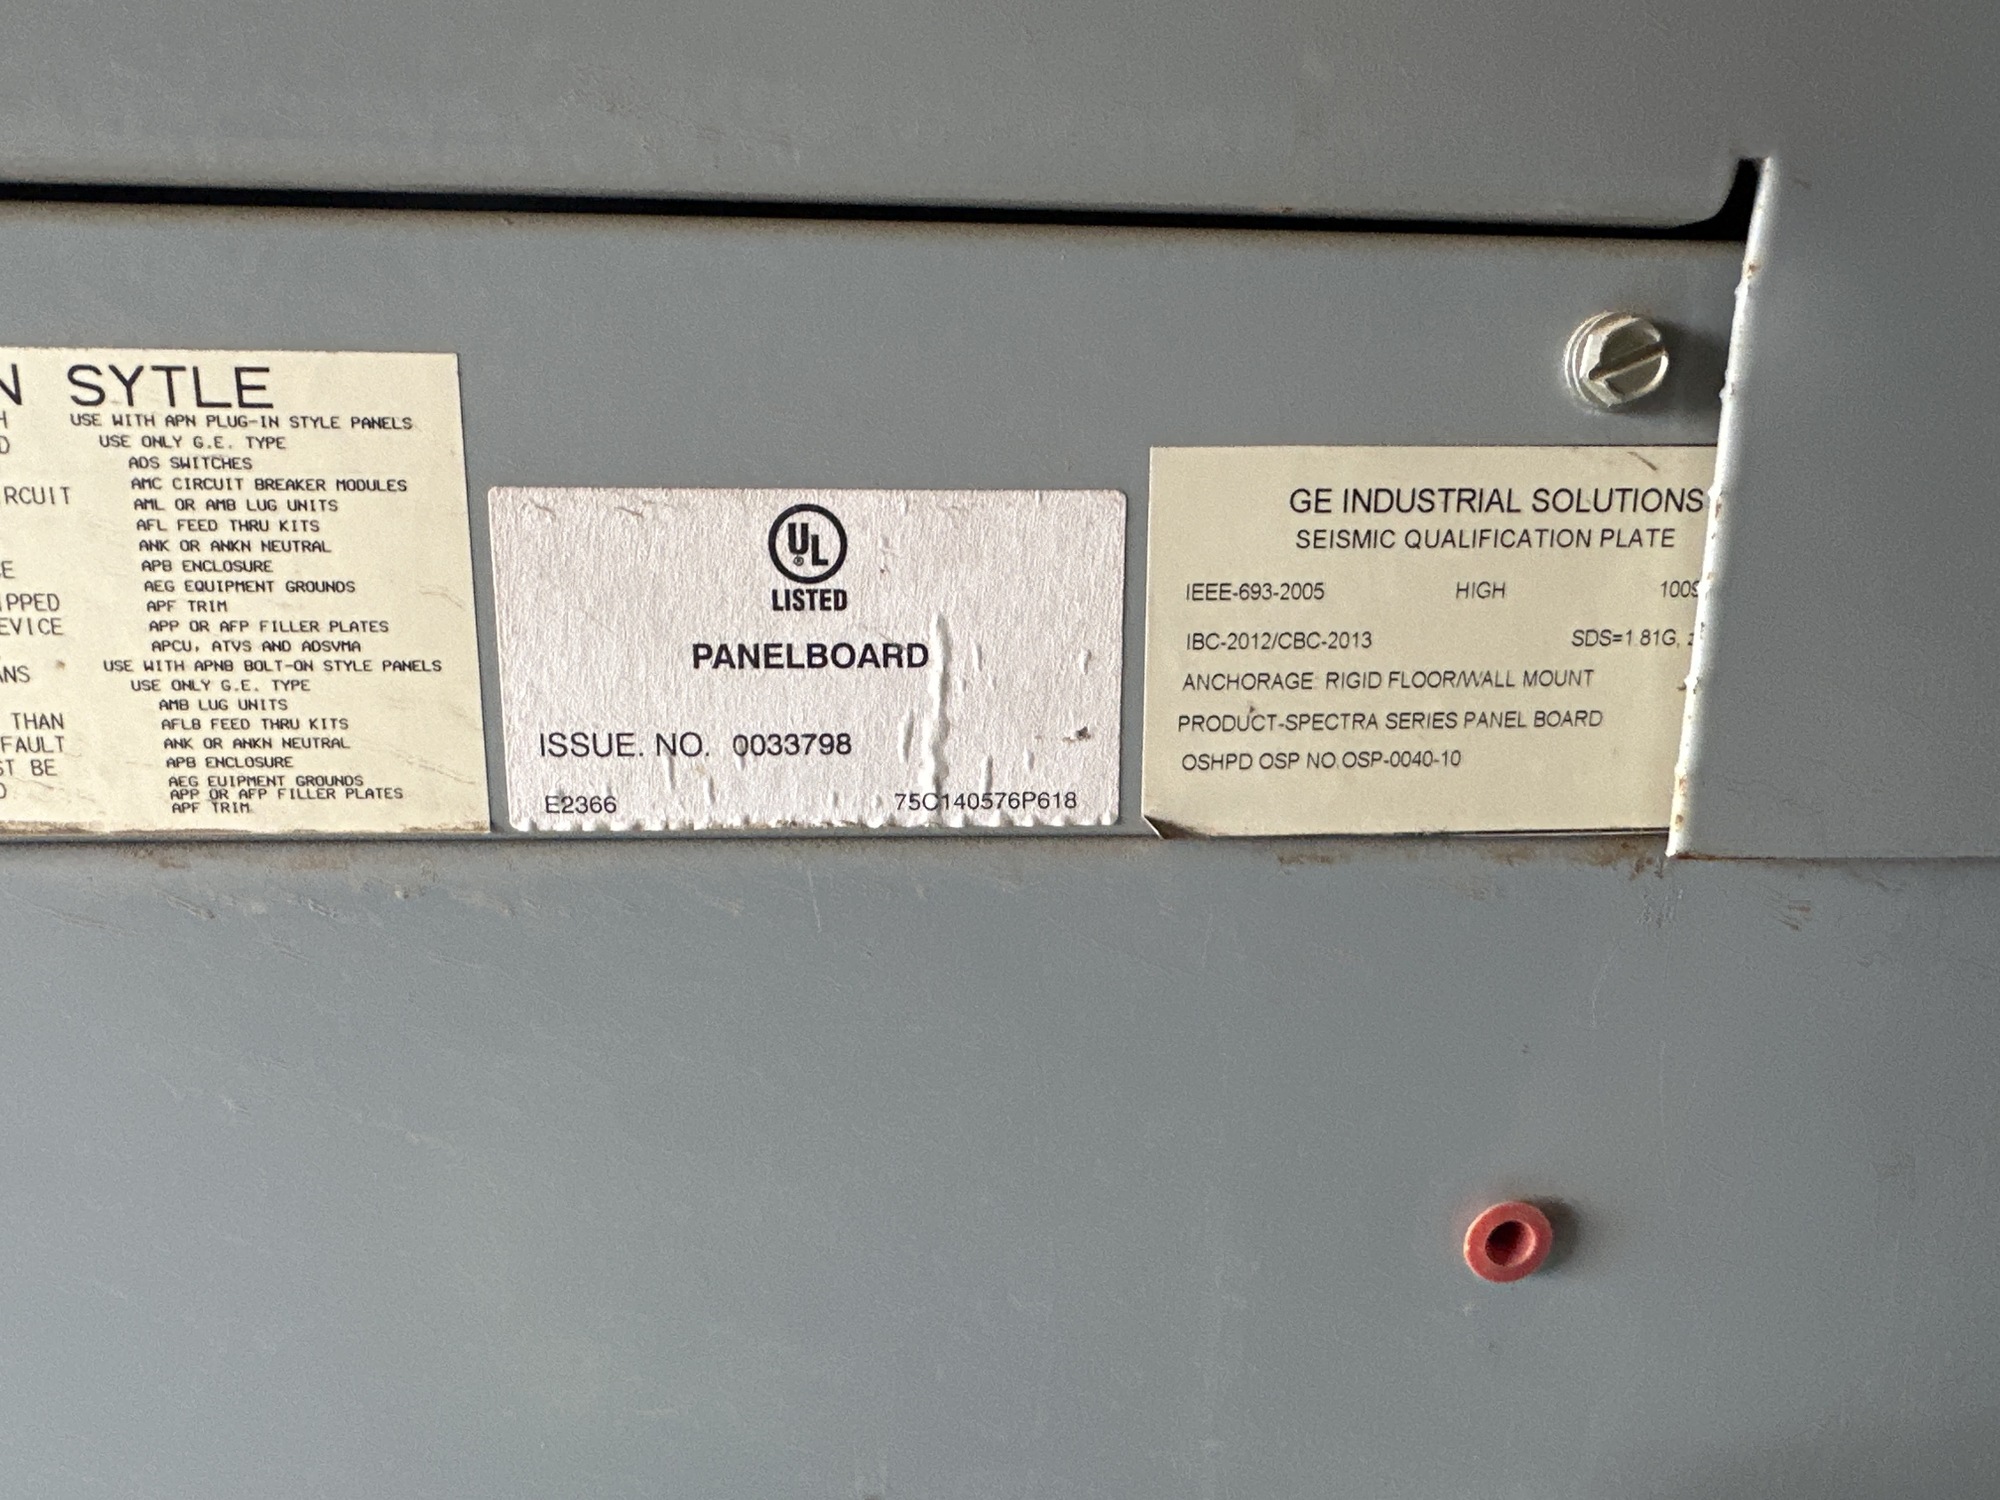 N SYTLE
H
D
RCUIT
E
IPPED
EVICE
ANS
THAN
FAULT
ST BE
D
USE WITH APN PLUG-IN STYLE PANELS
USE ONLY G.E. TYPE
ADS SWITCHES
AMC CIRCUIT BREAKER MODULES
AML OR AMB LUG UNITS
AFL FEED THRU KITS
ANK OR ANKN NEUTRAL
APB ENCLOSURE
AEG EQUIPMENT GROUNDS
APF TRIM
APP OR AFP FILLER PLATES
APCU, ATVS AND ADSVMA
USE WITH APNB BOLT-ON STYLE PANELS
USE ONLY G.E. TYPE
AMB LUG UNITS
AFLB FEED THRU KITS
ANK OR ANKN NEUTRAL
APB ENCLOSURE
AEG EUIPMENT GROUNDS
APP OR AFP FILLER PLATES
APF TRIM
UL
®
LISTED
PANELBOARD
ISSUE. NO. 0033798
E2366 75C140576P618
GE INDUSTRIAL SOLUTIONS
SEISMIC QUALIFICATION PLATE
IEEE-693-2005 HIGH 100
IBC-2012/CBC-2013 SDS=1.81G,
ANCHORAGE: RIGID FLOOR/WALL MOUNT
PRODUCT-SPECTRA SERIES PANEL BOARD
OSHPD OSP NO.OSP-0040-10